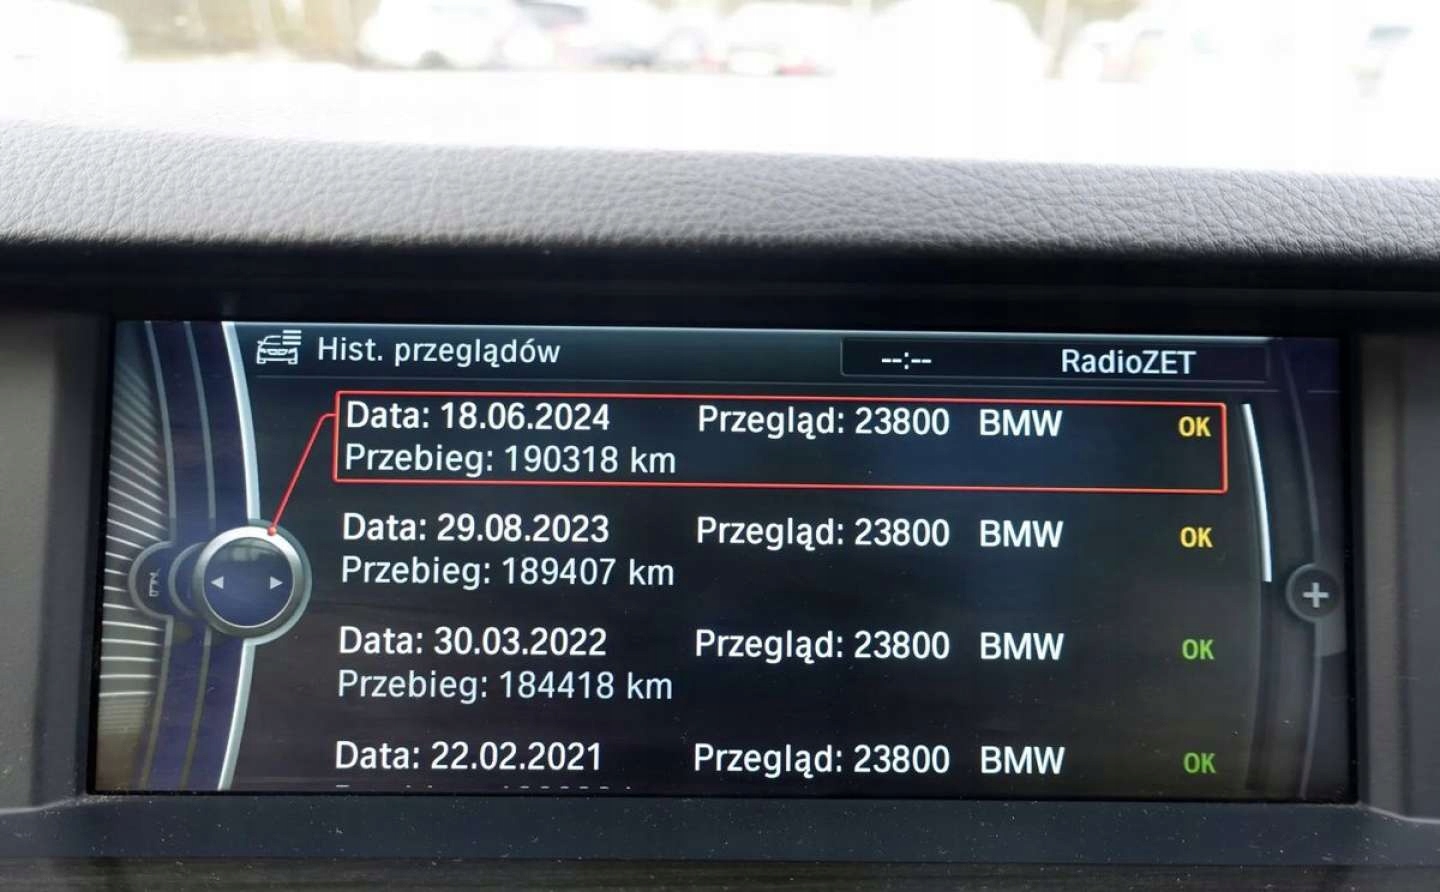 Hist. przeglądów --:-- RadioZET
Data: 18.06.2024 Przegląd: 23800 BMW OK
Przebieg: 190318 km
Data: 29.08.2023 Przegląd: 23800 BMW OK
Przebieg: 189407 km
Data: 30.03.2022 Przegląd: 23800 BMW OK
Przebieg: 184418 km
Data: 22.02.2021 Przegląd: 23800 BMW OK